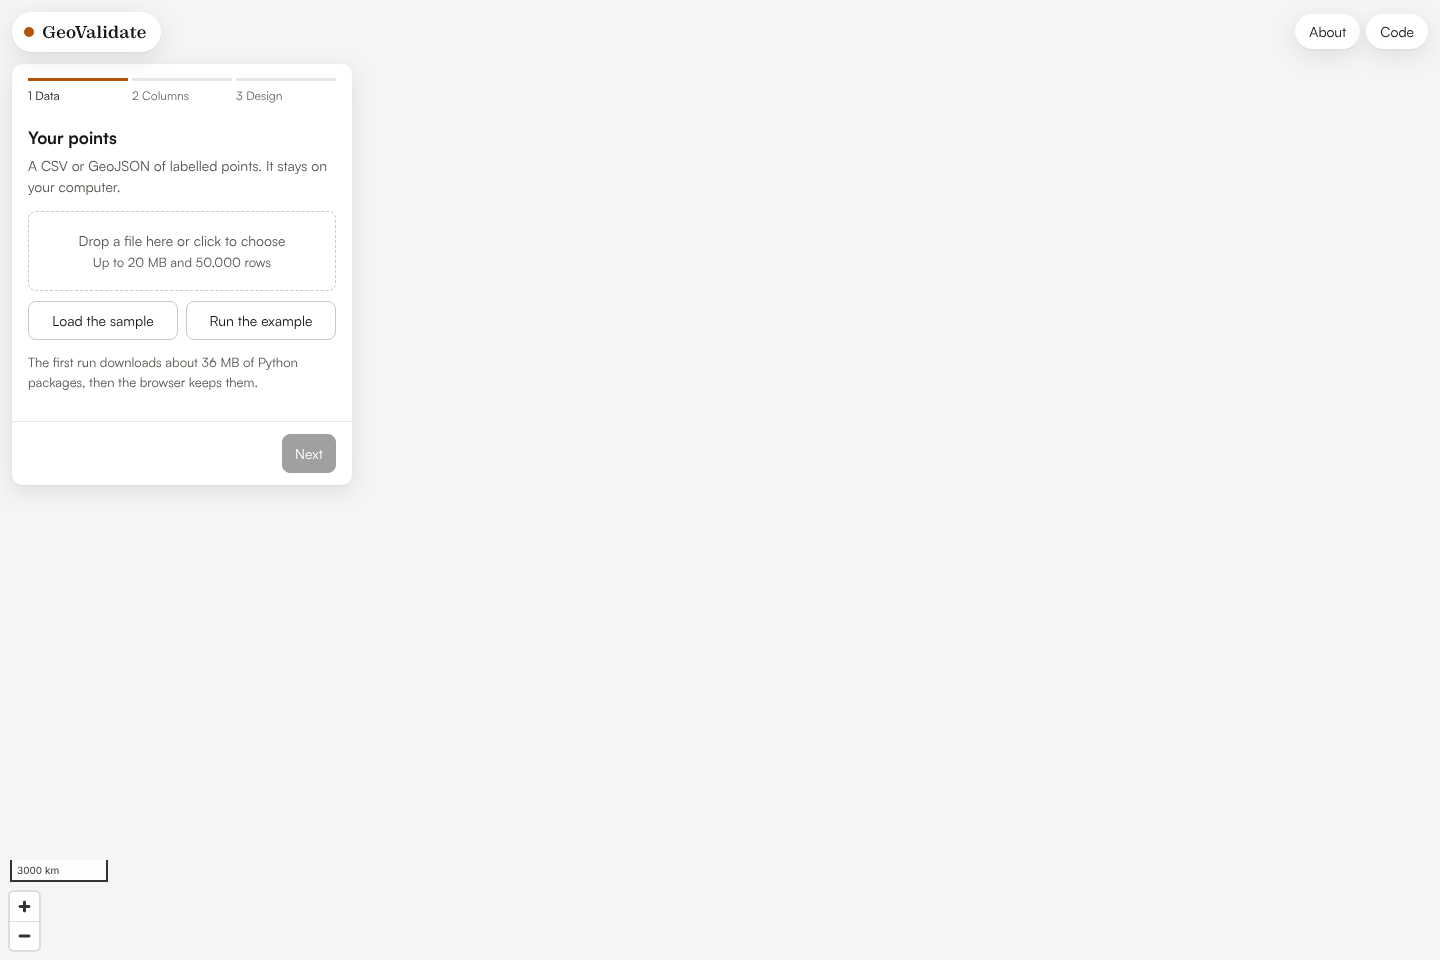 GeoValidate
About
Code
1 Data
2 Columns
3 Design
Your points
A CSV or GeoJSON of labelled points. It stays on
your computer.
Drop a file here or click to choose
Up to 20 MB and 50,000 rows
Load the sample
Run the example
The first run downloads about 36 MB of Python
packages, then the browser keeps them.
Next
3000 km